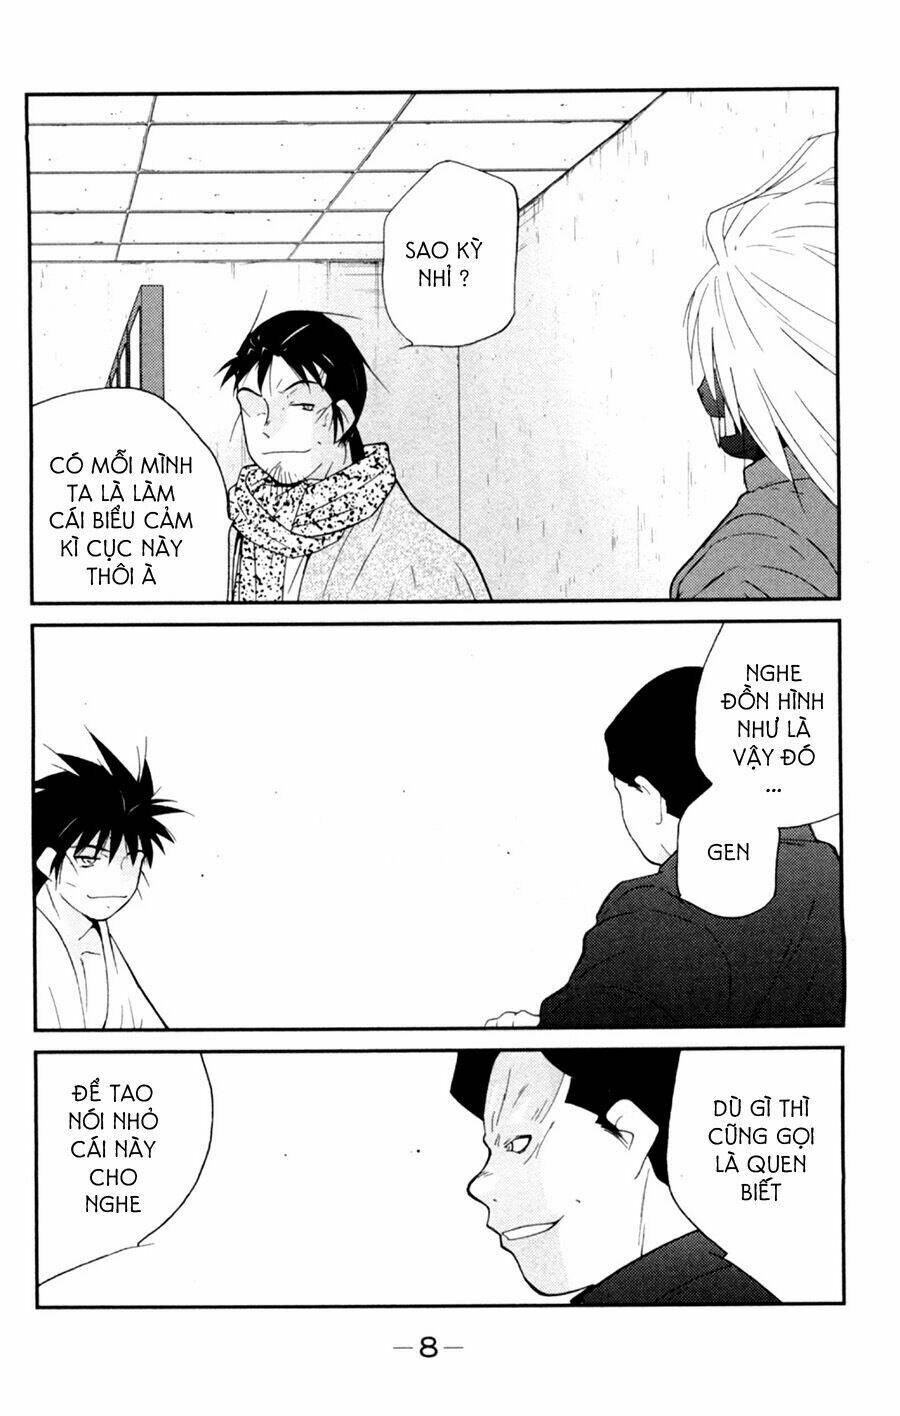 SAO KỲ
NHỈ ?
CÓ MỖI MÌNH
TA LÀ LÀM
CÁI BIỂU CẢM
KÌ CỤC NÀY
THÔI À
NGHE
ĐỒN HÌNH
NHƯ LÀ
VẬY ĐÓ
...
GEN
DÙ GÌ THÌ
CŨNG GỌI
LÀ QUEN
BIẾT
ĐỂ TAO
NÓI NHỎ
CÁI NÀY
CHO
NGHE
—8—